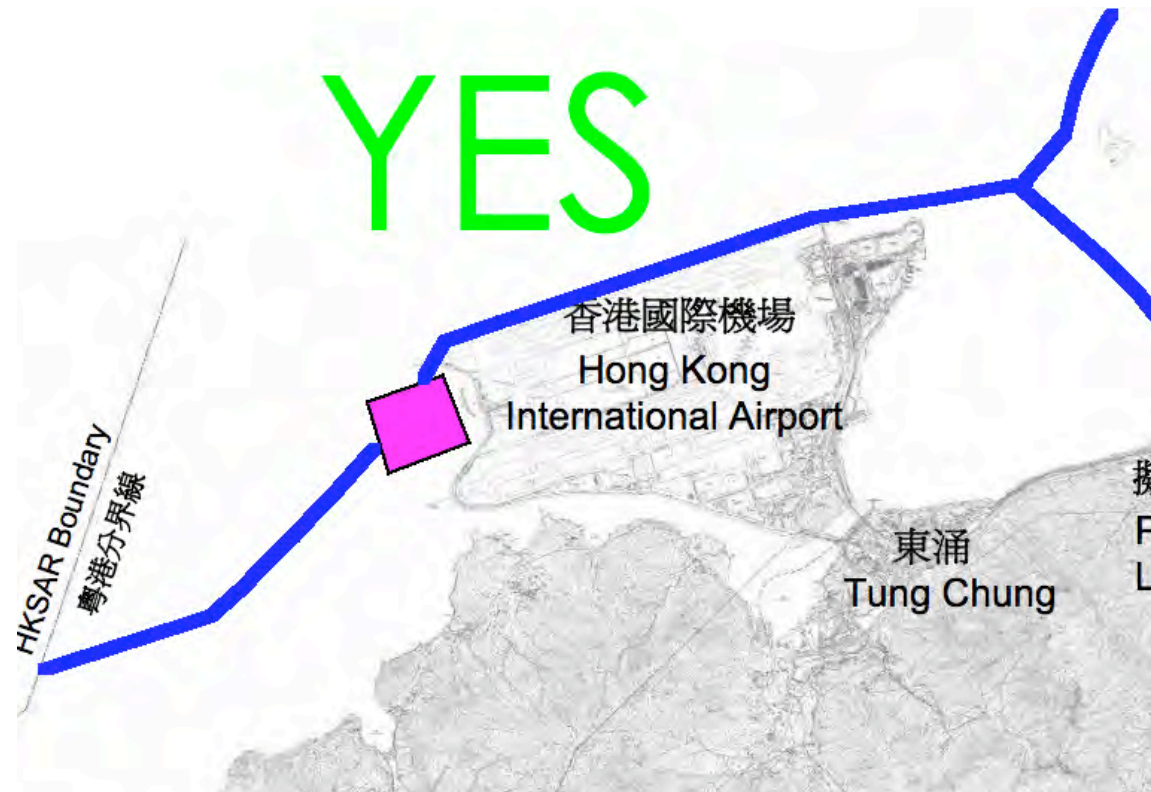 YES
香港國際機場
Hong Kong
International Airport
HKSAR Boundary
粵港分界線
東涌
Tung Chung